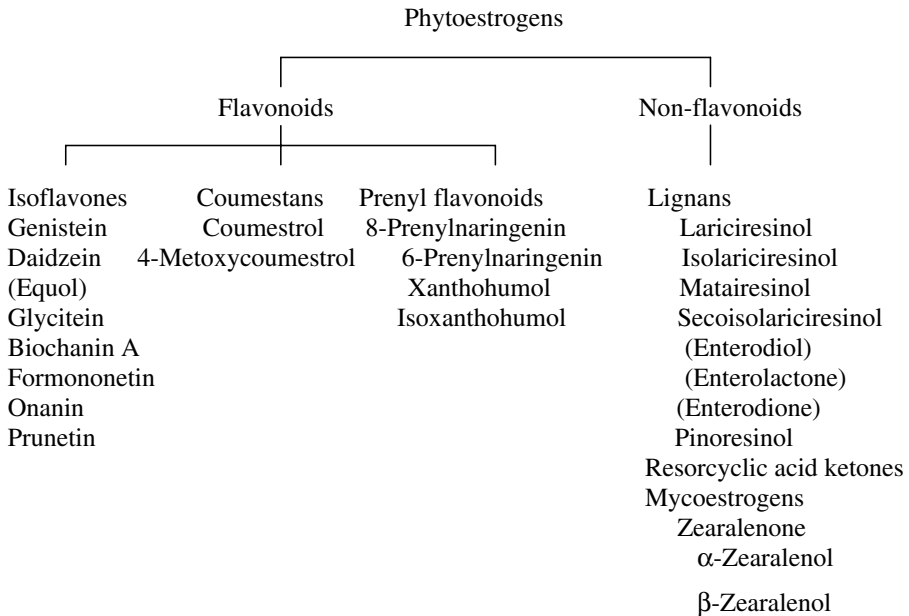 Phytoestrogens
Flavonoids Non-flavonoids
Isoflavones Coumestans Prenyl flavonoids Lignans
Genistein Coumestrol 8-Prenylnaringenin Lariciresinol
Daidzein 4-Metoxycoumestrol 6-Prenylnaringenin Isolariciresinol
(Equol) Xanthohumol Matairesinol
Glycitein Isoxanthohumol Secoisolariciresinol
Biochanin A (Enterodiol)
Formononetin (Enterolactone)
Onanin (Enterodione)
Prunetin Pinoresinol
Resorcyclic acid ketones
Mycoestrogens
Zearalenone
α-Zearalenol
β-Zearalenol